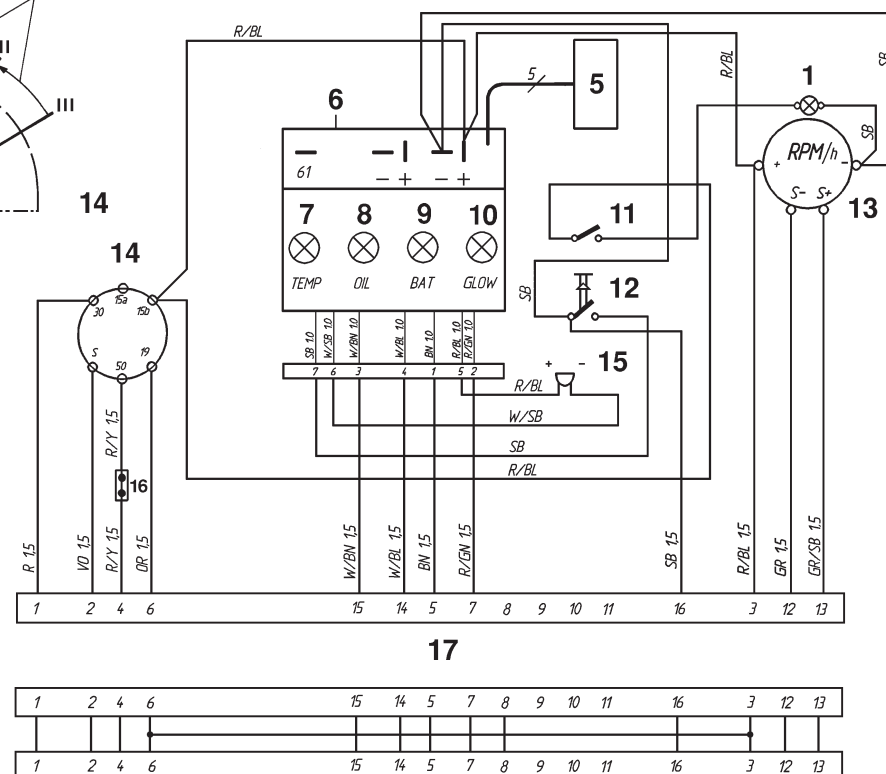 II
III
R/BL
5
5
6
R/BL
1
SB
SB
RPM/h
+ -
S- S+
13
61
- + - +
14
7 8 9 10
TEMP OIL BAT GLOW
11
12
SB
14
15a
30 15b
S 19
50
SB 1.0 W/SB 1.0 W/BN 1.0 W/BL 1.0 BN 1.0 R/BL 1.0 R/GN 1.0
7 6 3 4 1 5 2
+ - 15
R/BL
W/SB
SB
R/BL
R/Y 1,5
16
R 1,5 VO 1,5 R/Y 1,5 OR 1,5 W/BN 1,5 W/BL 1,5 BN 1,5 R/GN 1,5 SB 1,5 R/BL 1,5 GR 1,5 GR/SB 1.5
1 2 4 6 15 14 5 7 8 9 10 11 16 3 12 13
17
1 2 4 6 15 14 5 7 8 9 10 11 16 3 12 13
1 2 4 6 15 14 5 7 8 9 10 11 16 3 12 13